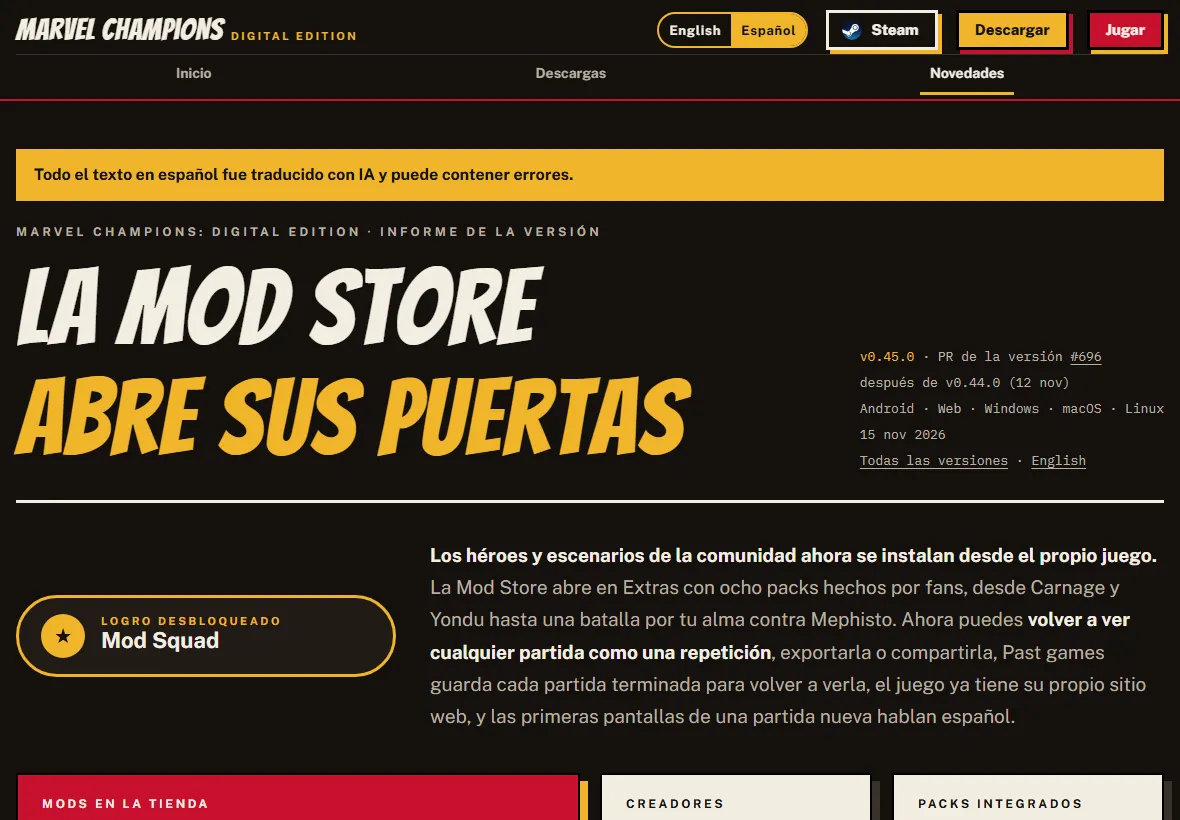 MARVEL CHAMPIONS DIGITAL EDITION
English Español
Steam
Descargar
Jugar
Inicio
Descargas
Novedades
Todo el texto en español fue traducido con IA y puede contener errores.
MARVEL CHAMPIONS: DIGITAL EDITION · INFORME DE LA VERSIÓN
LA MOD STORE
ABRE SUS PUERTAS
v0.45.0 · PR de la versión #696
después de v0.44.0 (12 nov)
Android · Web · Windows · macOS · Linux
15 nov 2026
Todas las versiones · English
LOGRO DESBLOQUEADO
Mod Squad
Los héroes y escenarios de la comunidad ahora se instalan desde el propio juego.
La Mod Store abre en Extras con ocho packs hechos por fans, desde Carnage y
Yondu hasta una batalla por tu alma contra Mephisto. Ahora puedes volver a ver
cualquier partida como una repetición, exportarla o compartirla, Past games
guarda cada partida terminada para volver a verla, el juego ya tiene su propio sitio
web, y las primeras pantallas de una partida nueva hablan español.
MODS EN LA TIENDA
CREADORES
PACKS INTEGRADOS